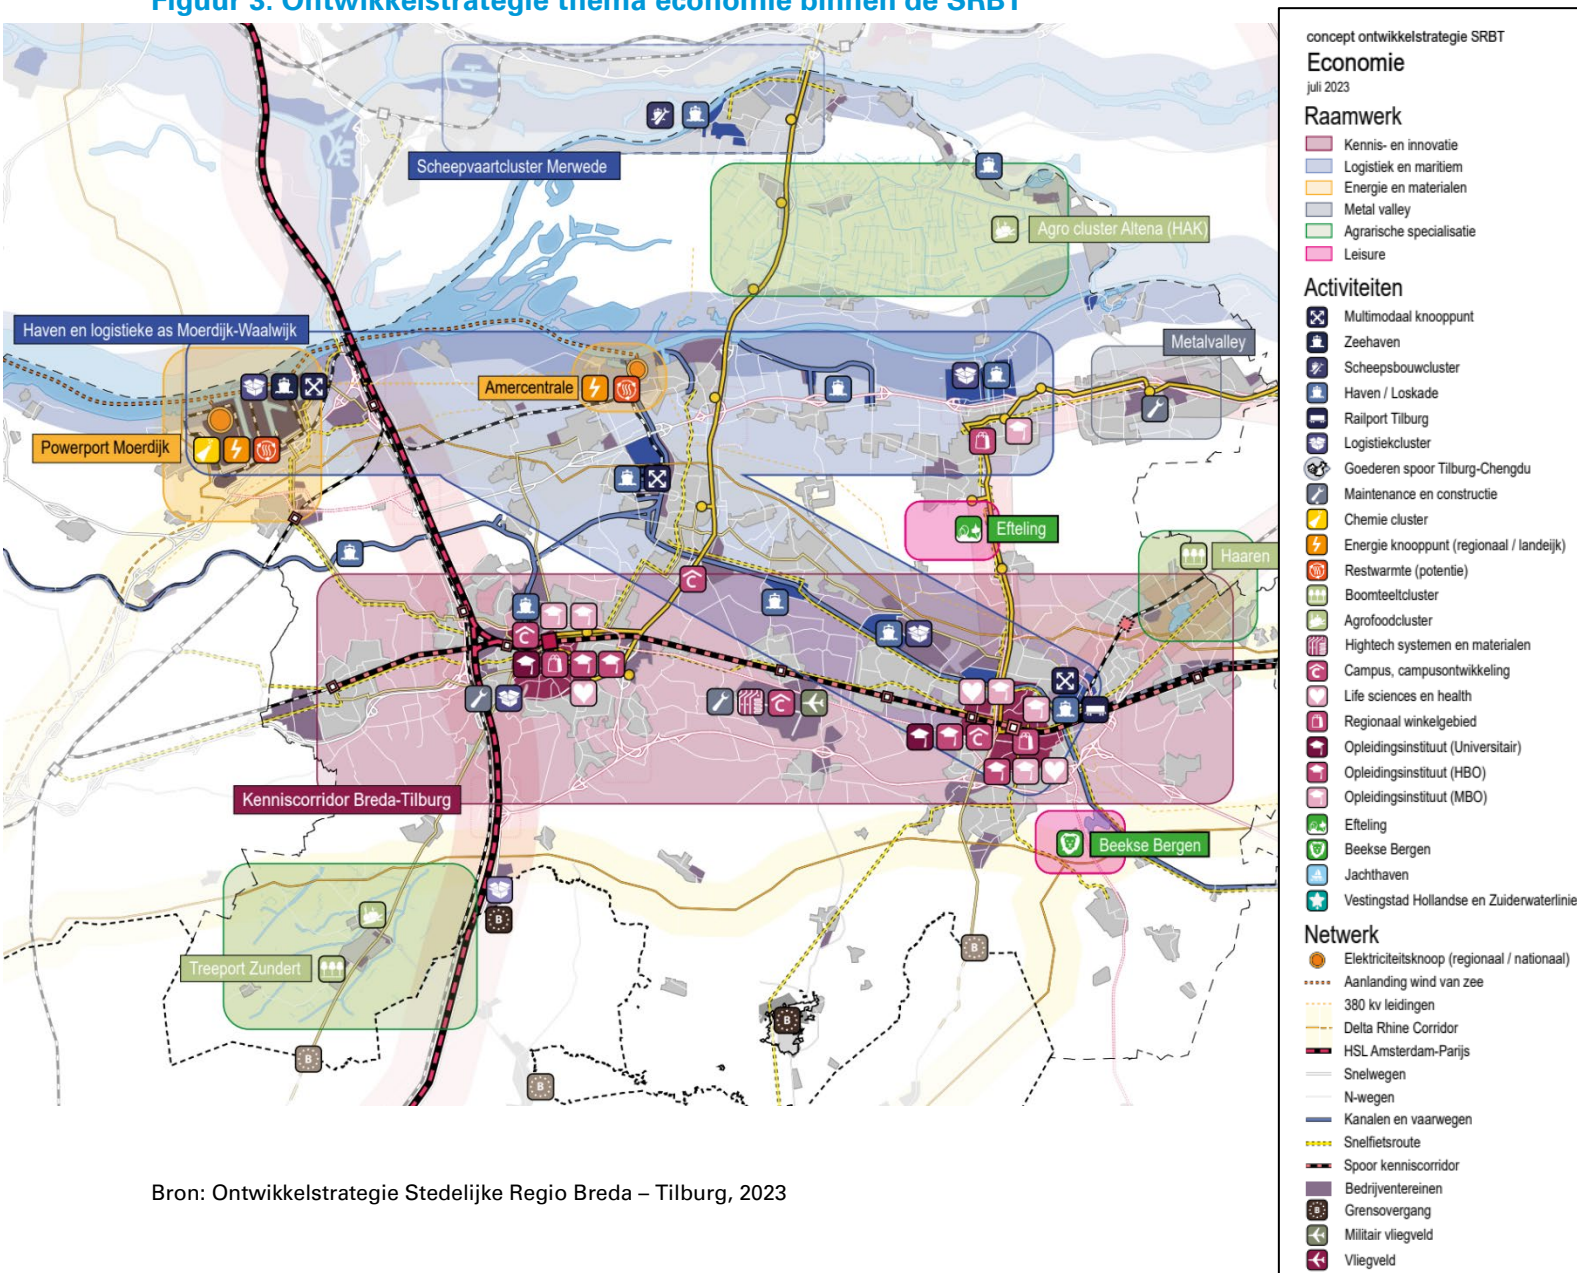 Figuur 3. Ontwikkelstrategie thema economie binnen de SRBT
Scheepvaartcluster Merwede
Agro cluster Altena (HAK)
Haven en logistieke as Moerdijk-Waalwijk
Metalvalley
Amercentrale
Powerport Moerdijk
Efteling
Haaren
Kenniscorridor Breda-Tilburg
Beekse Bergen
Treeport Zundert
B
B
B
B
B
concept ontwikkelstrategie SRBT
Economie
juli 2023
Raamwerk
Kennis- en innovatie
Logistiek en maritiem
Energie en materialen
Metal valley
Agrarische specialisatie
Leisure
Activiteiten
Multimodaal knooppunt
Zeehaven
Scheepsbouwcluster
Haven / Loskade
Railport Tilburg
Logistiekcluster
Goederen spoor Tilburg-Chengdu
Maintenance en constructie
Chemie cluster
Energie knooppunt (regionaal / landeijk)
Restwarmte (potentie)
Boomteeltcluster
Agrofoodcluster
Hightech systemen en materialen
Campus, campusontwikkeling
Life sciences en health
Regionaal winkelgebied
Opleidingsinstituut (Universitair)
Opleidingsinstituut (HBO)
Opleidingsinstituut (MBO)
Efteling
Beekse Bergen
Jachthaven
Vestingstad Hollandse en Zuiderwaterlinie
Netwerk
Elektriciteitsknoop (regionaal / nationaal)
Aanlanding wind van zee
380 kv leidingen
Delta Rhine Corridor
HSL Amsterdam-Parijs
Snelwegen
N-wegen
Kanalen en vaarwegen
Snelfietsroute
Spoor kenniscorridor
Bedrijventereinen
B Grensovergang
Militair vliegveld
Vliegveld
Bron: Ontwikkelstrategie Stedelijke Regio Breda – Tilburg, 2023